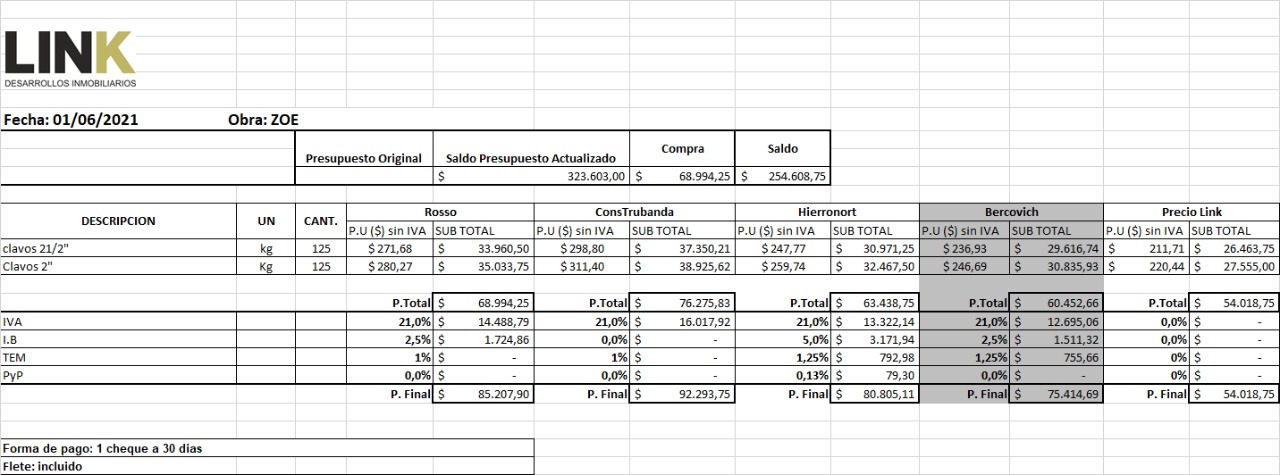 LINK
DESARROLLOS INMOBILIARIOS
Fecha: 01/06/2021 Obra: ZOE
Presupuesto Original Saldo Presupuesto Actualizado Compra Saldo
$ 323.603,00 $ 68.994,25 $ 254.608,75
DESCRIPCION UN CANT. Rosso ConsTrubanda Hierronort Bercovich Precio Link
P.U ($) sin IVA SUB TOTAL P.U ($) sin IVA SUB TOTAL P.U ($) sin IVA SUB TOTAL P.U ($) sin IVA SUB TOTAL P.U ($) sin IVA SUB TOTAL
clavos 21/2" kg 125 $ 271,68 $ 33.960,50 $ 298,80 $ 37.350,21 $ 247,77 $ 30.971,25 $ 236,93 $ 29.616,74 $ 211,71 $ 26.463,75
Clavos 2" Kg 125 $ 280,27 $ 35.033,75 $ 311,40 $ 38.925,62 $ 259,74 $ 32.467,50 $ 246,69 $ 30.835,93 $ 220,44 $ 27.555,00
P.Total $ 68.994,25 P.Total $ 76.275,83 P.Total $ 63.438,75 P.Total $ 60.452,66 P.Total $ 54.018,75
IVA 21,0% $ 14.488,79 21,0% $ 16.017,92 21,0% $ 13.322,14 21,0% $ 12.695,06 0,0% $ -
I.B 2,5% $ 1.724,86 0,0% $ - 5,0% $ 3.171,94 2,5% $ 1.511,32 0,0% $ -
TEM 1% $ - 1% $ - 1,25% $ 792,98 1,25% $ 755,66 0% $ -
PyP 0,0% $ - 0,0% $ - 0,13% $ 79,30 0,0% $ - 0% $ -
P. Final $ 85.207,90 P. Final $ 92.293,75 P. Final $ 80.805,11 P. Final $ 75.414,69 P. Final $ 54.018,75
Forma de pago: 1 cheque a 30 dias
Flete: incluido